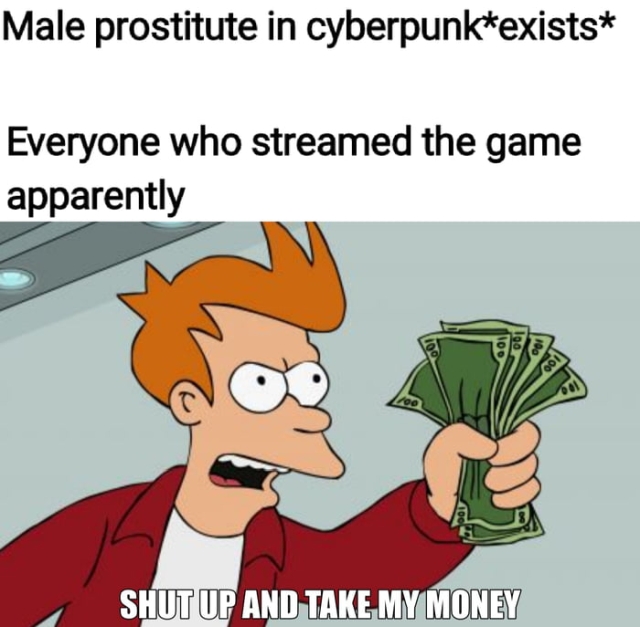 Male prostitute in cyberpunk*exists*
Everyone who streamed the game
apparently
SHUT UP AND TAKE MY MONEY